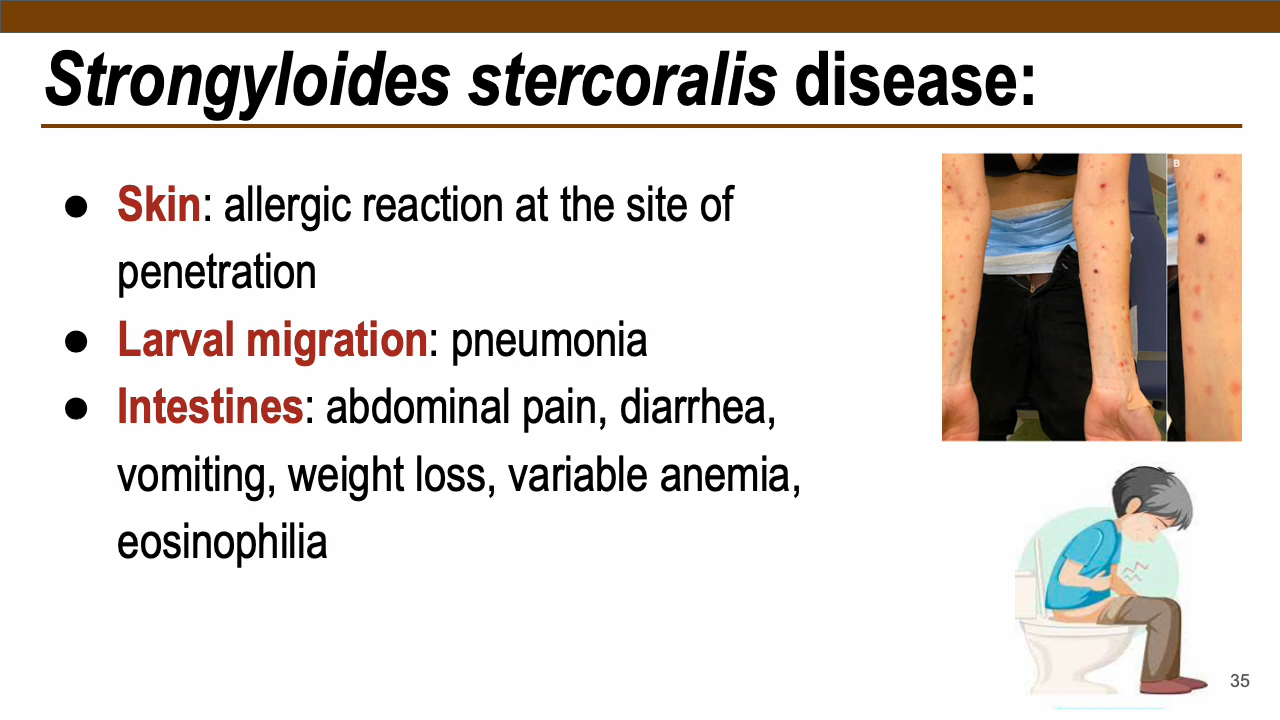 Strongyloides stercoralis disease:
● Skin: allergic reaction at the site of
penetration
● Larval migration: pneumonia
● Intestines: abdominal pain, diarrhea,
vomiting, weight loss, variable anemia,
eosinophilia
B
35